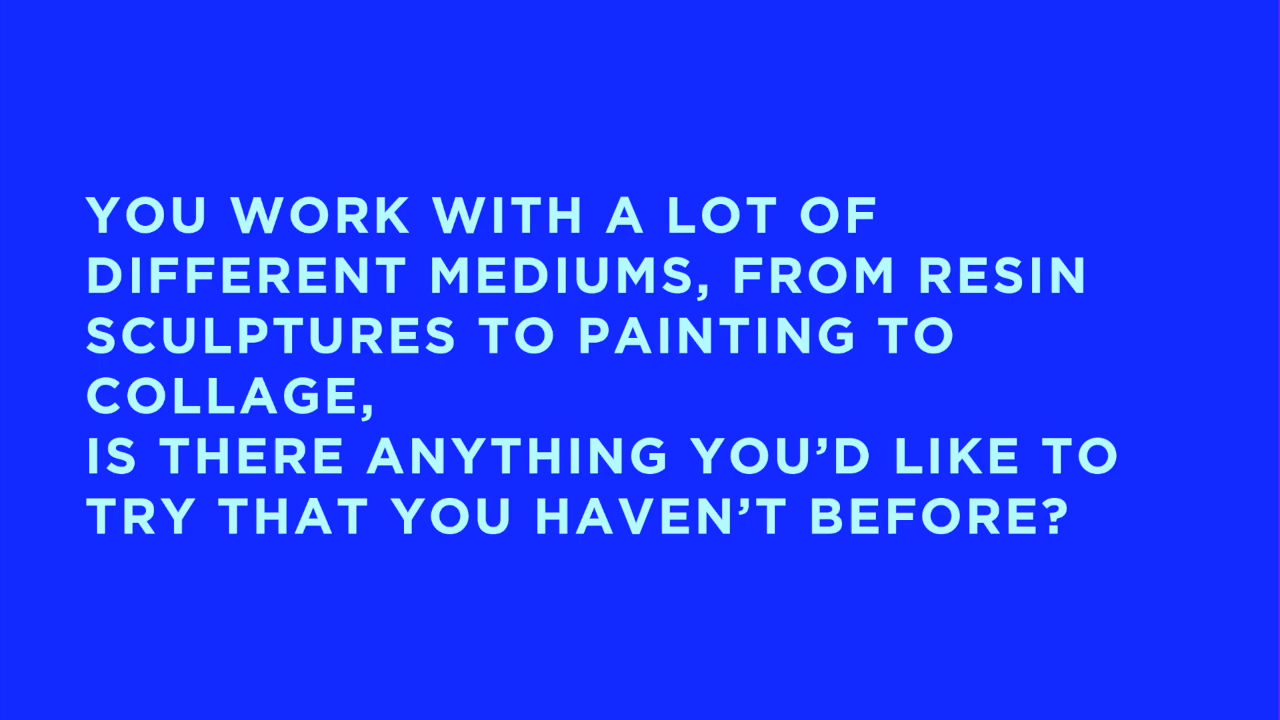 YOU WORK WITH A LOT OF
DIFFERENT MEDIUMS, FROM RESIN
SCULPTURES TO PAINTING TO
COLLAGE,
IS THERE ANYTHING YOU’D LIKE TO
TRY THAT YOU HAVEN’T BEFORE?